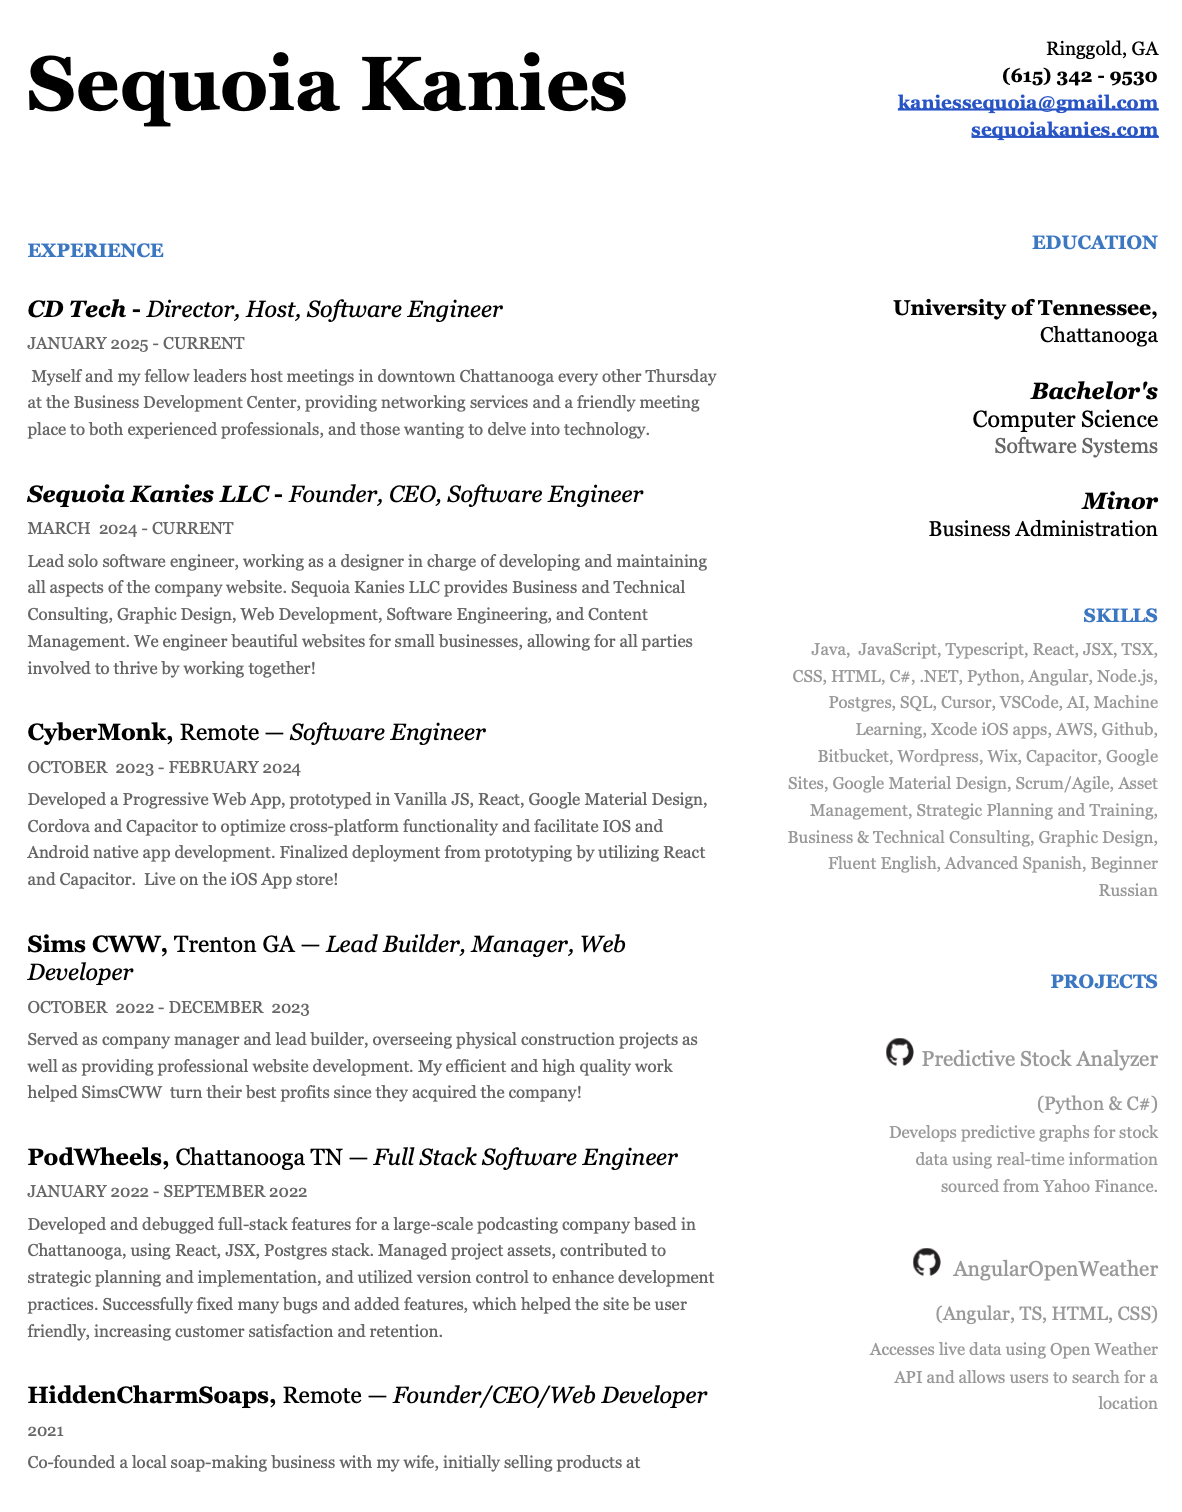 Sequoia Kanies
Ringgold, GA
(615) 342 - 9530
kaniessequoia@gmail.com
sequoiakanies.com
EXPERIENCE
CD Tech - Director, Host, Software Engineer
JANUARY 2025 - CURRENT
Myself and my fellow leaders host meetings in downtown Chattanooga every other Thursday
at the Business Development Center, providing networking services and a friendly meeting
place to both experienced professionals, and those wanting to delve into technology.
Sequoia Kanies LLC - Founder, CEO, Software Engineer
MARCH  2024 - CURRENT
Lead solo software engineer, working as a designer in charge of developing and maintaining
all aspects of the company website. Sequoia Kanies LLC provides Business and Technical
Consulting, Graphic Design, Web Development, Software Engineering, and Content
Management. We engineer beautiful websites for small businesses, allowing for all parties
involved to thrive by working together!
CyberMonk, Remote — Software Engineer
OCTOBER  2023 - FEBRUARY 2024
Developed a Progressive Web App, prototyped in Vanilla JS, React, Google Material Design,
Cordova and Capacitor to optimize cross-platform functionality and facilitate IOS and
Android native app development. Finalized deployment from prototyping by utilizing React
and Capacitor.  Live on the iOS App store!
Sims CWW, Trenton GA — Lead Builder, Manager, Web
Developer
OCTOBER  2022 - DECEMBER  2023
Served as company manager and lead builder, overseeing physical construction projects as
well as providing professional website development. My efficient and high quality work
helped SimsCWW  turn their best profits since they acquired the company!
PodWheels, Chattanooga TN — Full Stack Software Engineer
JANUARY 2022 - SEPTEMBER 2022
Developed and debugged full-stack features for a large-scale podcasting company based in
Chattanooga, using React, JSX, Postgres stack. Managed project assets, contributed to
strategic planning and implementation, and utilized version control to enhance development
practices. Successfully fixed many bugs and added features, which helped the site be user
friendly, increasing customer satisfaction and retention.
HiddenCharmSoaps, Remote — Founder/CEO/Web Developer
2021
Co-founded a local soap-making business with my wife, initially selling products at
EDUCATION
University of Tennessee,
Chattanooga
Bachelor's
Computer Science
Software Systems
Minor
Business Administration
SKILLS
Java,  JavaScript, Typescript, React, JSX, TSX,
CSS, HTML, C#, .NET, Python, Angular, Node.js,
Postgres, SQL, Cursor, VSCode, AI, Machine
Learning, Xcode iOS apps, AWS, Github,
Bitbucket, Wordpress, Wix, Capacitor, Google
Sites, Google Material Design, Scrum/Agile, Asset
Management, Strategic Planning and Training,
Business & Technical Consulting, Graphic Design,
Fluent English, Advanced Spanish, Beginner
Russian
PROJECTS
Predictive Stock Analyzer
(Python & C#)
Develops predictive graphs for stock
data using real-time information
sourced from Yahoo Finance.
AngularOpenWeather
(Angular, TS, HTML, CSS)
Accesses live data using Open Weather
API and allows users to search for a
location